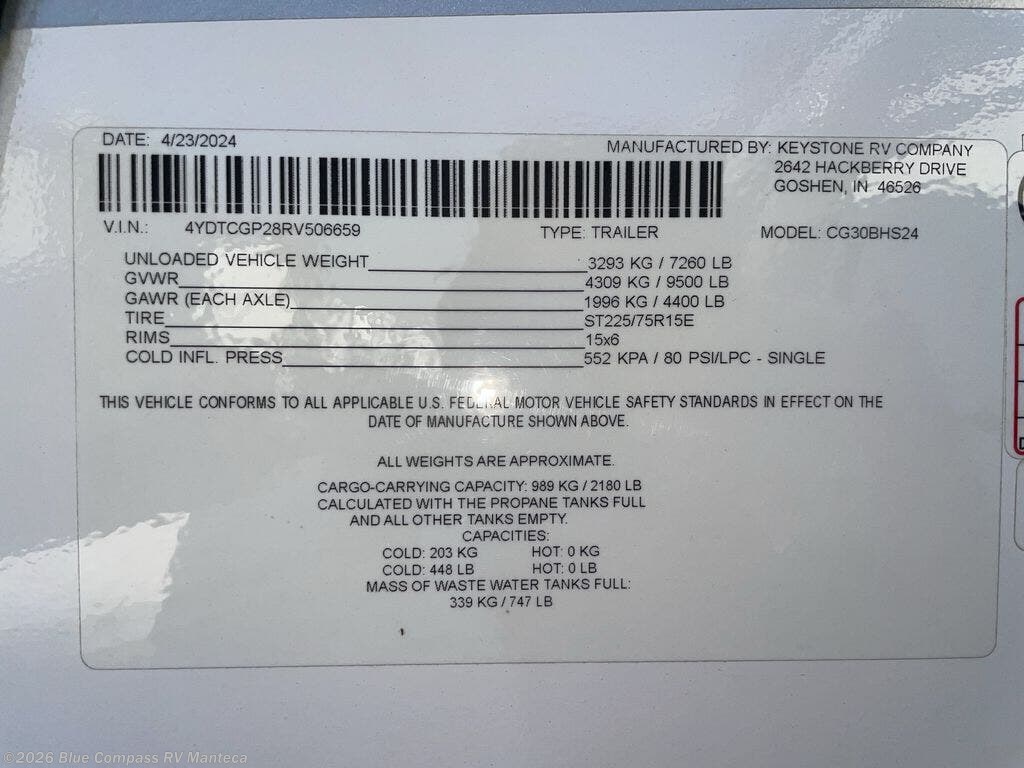 DATE: 4/23/2024
MANUFACTURED BY: KEYSTONE RV COMPANY
2642 HACKBERRY DRIVE
GOSHEN, IN 46526
V.I.N.: 4YDTCGP28RV506659 TYPE: TRAILER MODEL: CG30BHS24
UNLOADED VEHICLE WEIGHT 3293 KG / 7260 LB
GVWR 4309 KG / 9500 LB
GAWR (EACH AXLE) 1996 KG / 4400 LB
TIRE ST225/75R15E
RIMS 15x6
COLD INFL. PRESS 552 KPA / 80 PSI/LPC - SINGLE
THIS VEHICLE CONFORMS TO ALL APPLICABLE U.S. FEDERAL MOTOR VEHICLE SAFETY STANDARDS IN EFFECT ON THE
DATE OF MANUFACTURE SHOWN ABOVE.
ALL WEIGHTS ARE APPROXIMATE.
CARGO-CARRYING CAPACITY: 989 KG / 2180 LB
CALCULATED WITH THE PROPANE TANKS FULL
AND ALL OTHER TANKS EMPTY.
CAPACITIES:
COLD: 203 KG HOT: 0 KG
COLD: 448 LB HOT: 0 LB
MASS OF WASTE WATER TANKS FULL:
339 KG / 747 LB
©2026 Blue Compass RV Manteca